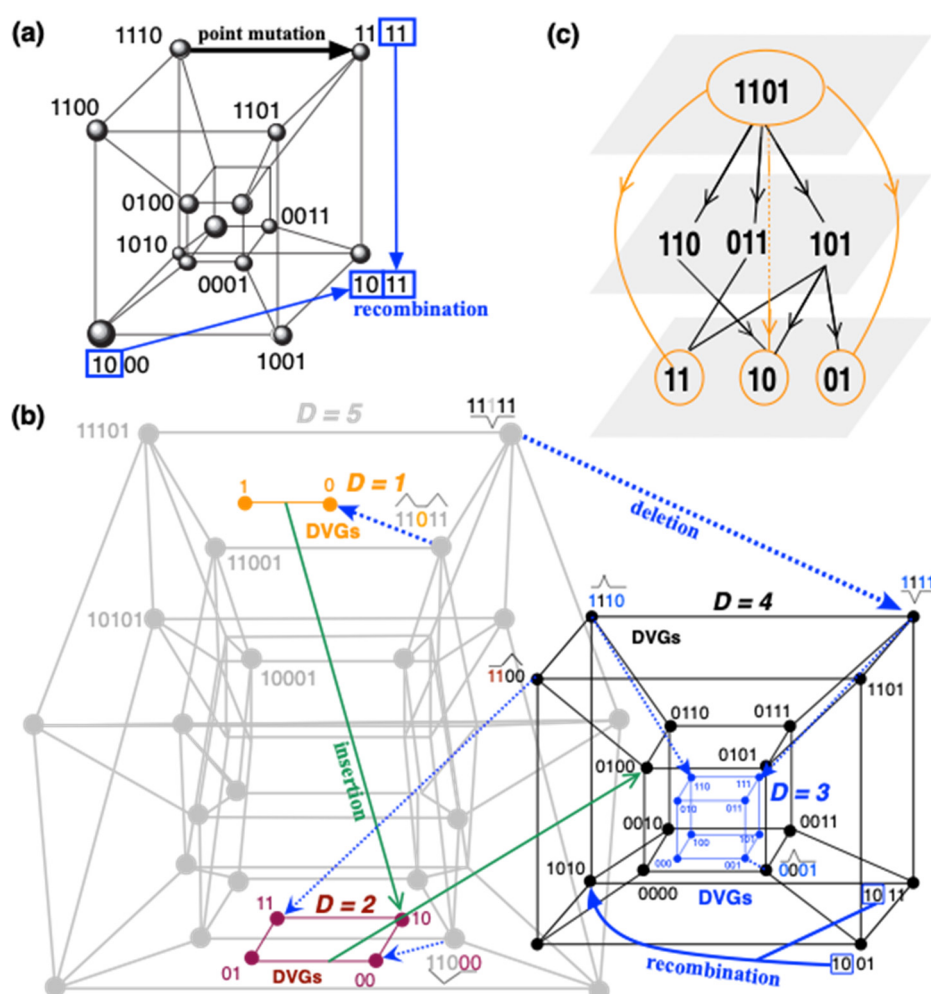 (a)
1110
point mutation
11 11
1100
1101
0100
0011
1010
0001
10 11
recombination
10 00
1001
(c)
1101
110 011 101
11 10 01
(b)
D = 5
11111
11101
1 0 D = 1
DVGs
11011
deletion
11001
1110
D = 4
1111
DVGs
10101
1100
10001
1101
0110
0111
insertion
0100
0101
110 111
D = 3
010 011
0010
0011
100 101
1010
000 001
0001
0000
DVGs
11 D = 2 10
10 11
01 DVGs 00
11000
recombination
10 01